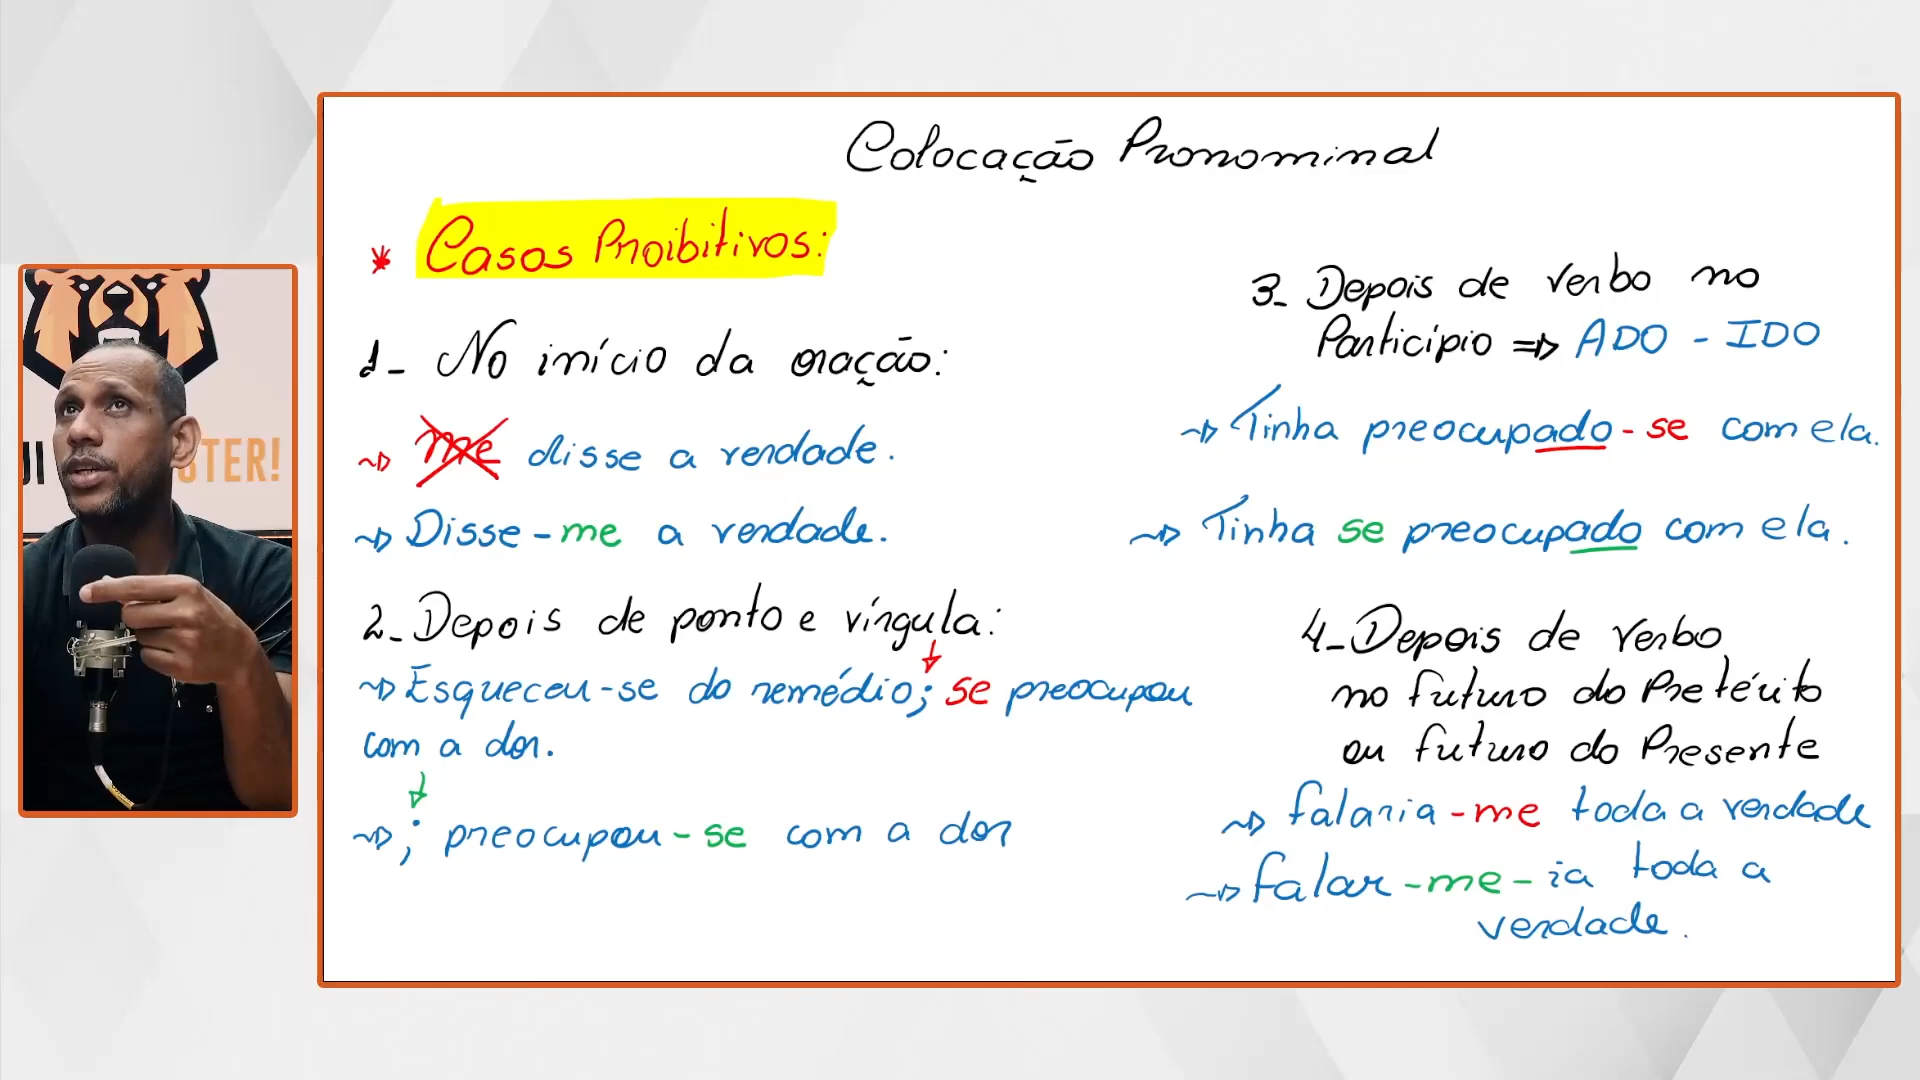 Colocação Pronominal
* Casos Proibitivos:
1- No início da oração:
~> me disse a verdade.
~> Disse-me a verdade.
2- Depois de ponto e vírgula:
~> Esqueceu-se do remédio; se preocupou
com a dor.
~> ; preocupou-se com a dor
3- Depois de verbo no
Particípio => ADO - IDO
~> Tinha preocupado-se com ela.
~> Tinha se preocupado com ela.
4- Depois de verbo
no futuro do Pretérito
ou futuro do Presente
~> falaria-me toda a verdade
~> falar-me-ia toda a
verdade.
JI
STER!